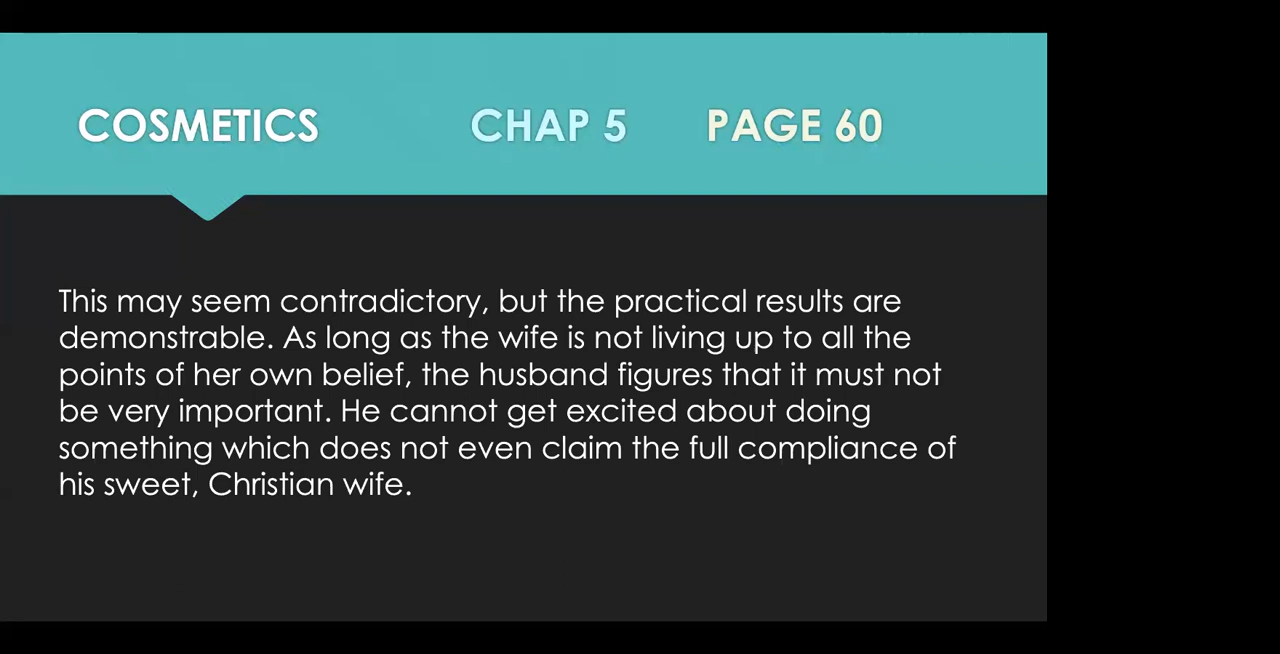 COSMETICS CHAP 5 PAGE 60
This may seem contradictory, but the practical results are
demonstrable. As long as the wife is not living up to all the
points of her own belief, the husband figures that it must not
be very important. He cannot get excited about doing
something which does not even claim the full compliance of
his sweet, Christian wife.